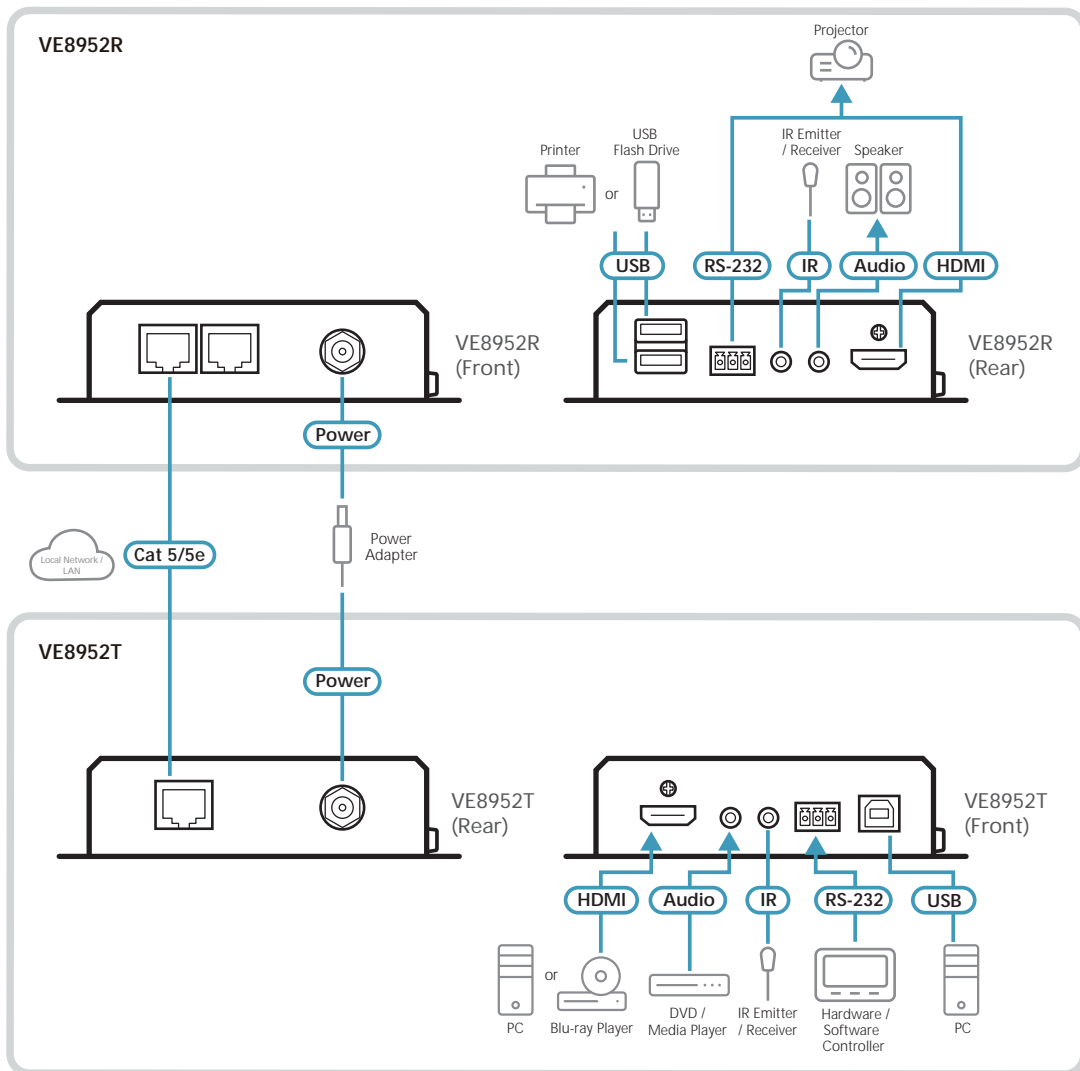 VE8952R
Projector
USB
Flash Drive
IR Emitter
/ Receiver
Speaker
Printer
or
USB
RS-232
IR
Audio
HDMI
VE8952R
(Front)
VE8952R
(Rear)
Power
Local Network /
LAN
Cat 5/5e
Power
Adapter
VE8952T
Power
VE8952T
(Rear)
VE8952T
(Front)
HDMI
Audio
IR
RS-232
USB
or
PC
Blu-ray Player
DVD /
Media Player
IR Emitter
/ Receiver
Hardware /
Software
Controller
PC